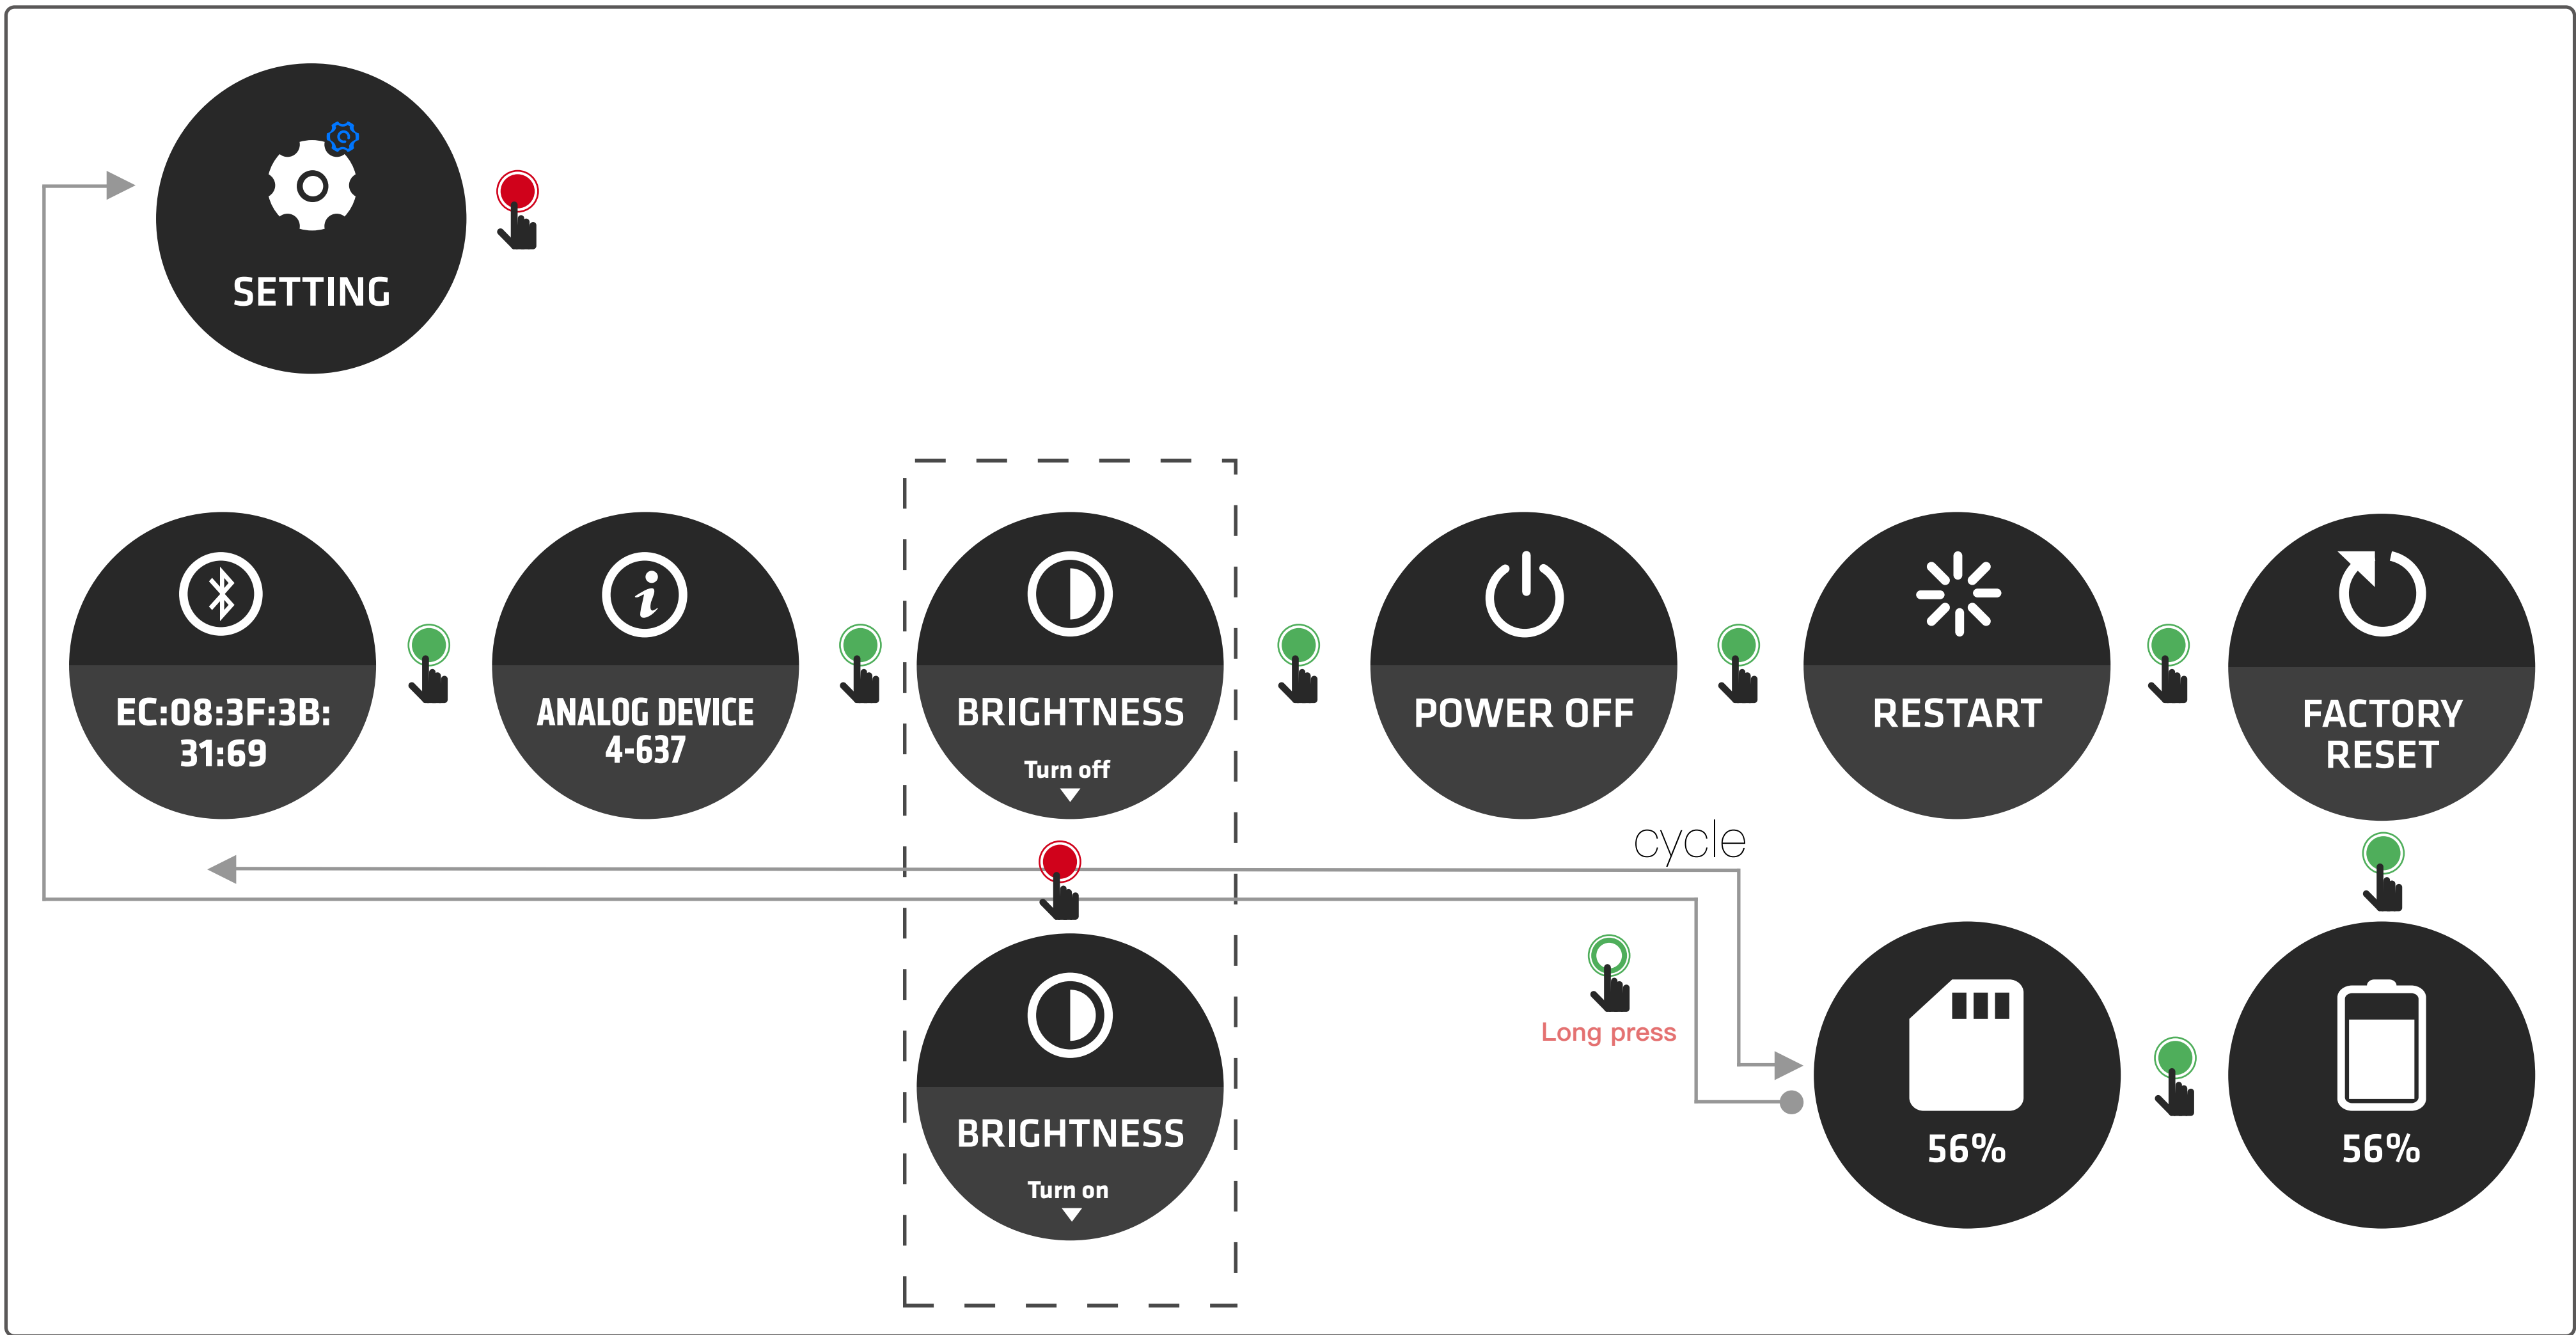 SETTING
EC:08:3F:3B:
31:69
ANALOG DEVICE
4-637
BRIGHTNESS
Turn off
POWER OFF
RESTART
FACTORY
RESET
cycle
BRIGHTNESS
Turn on
Long press
56%
56%